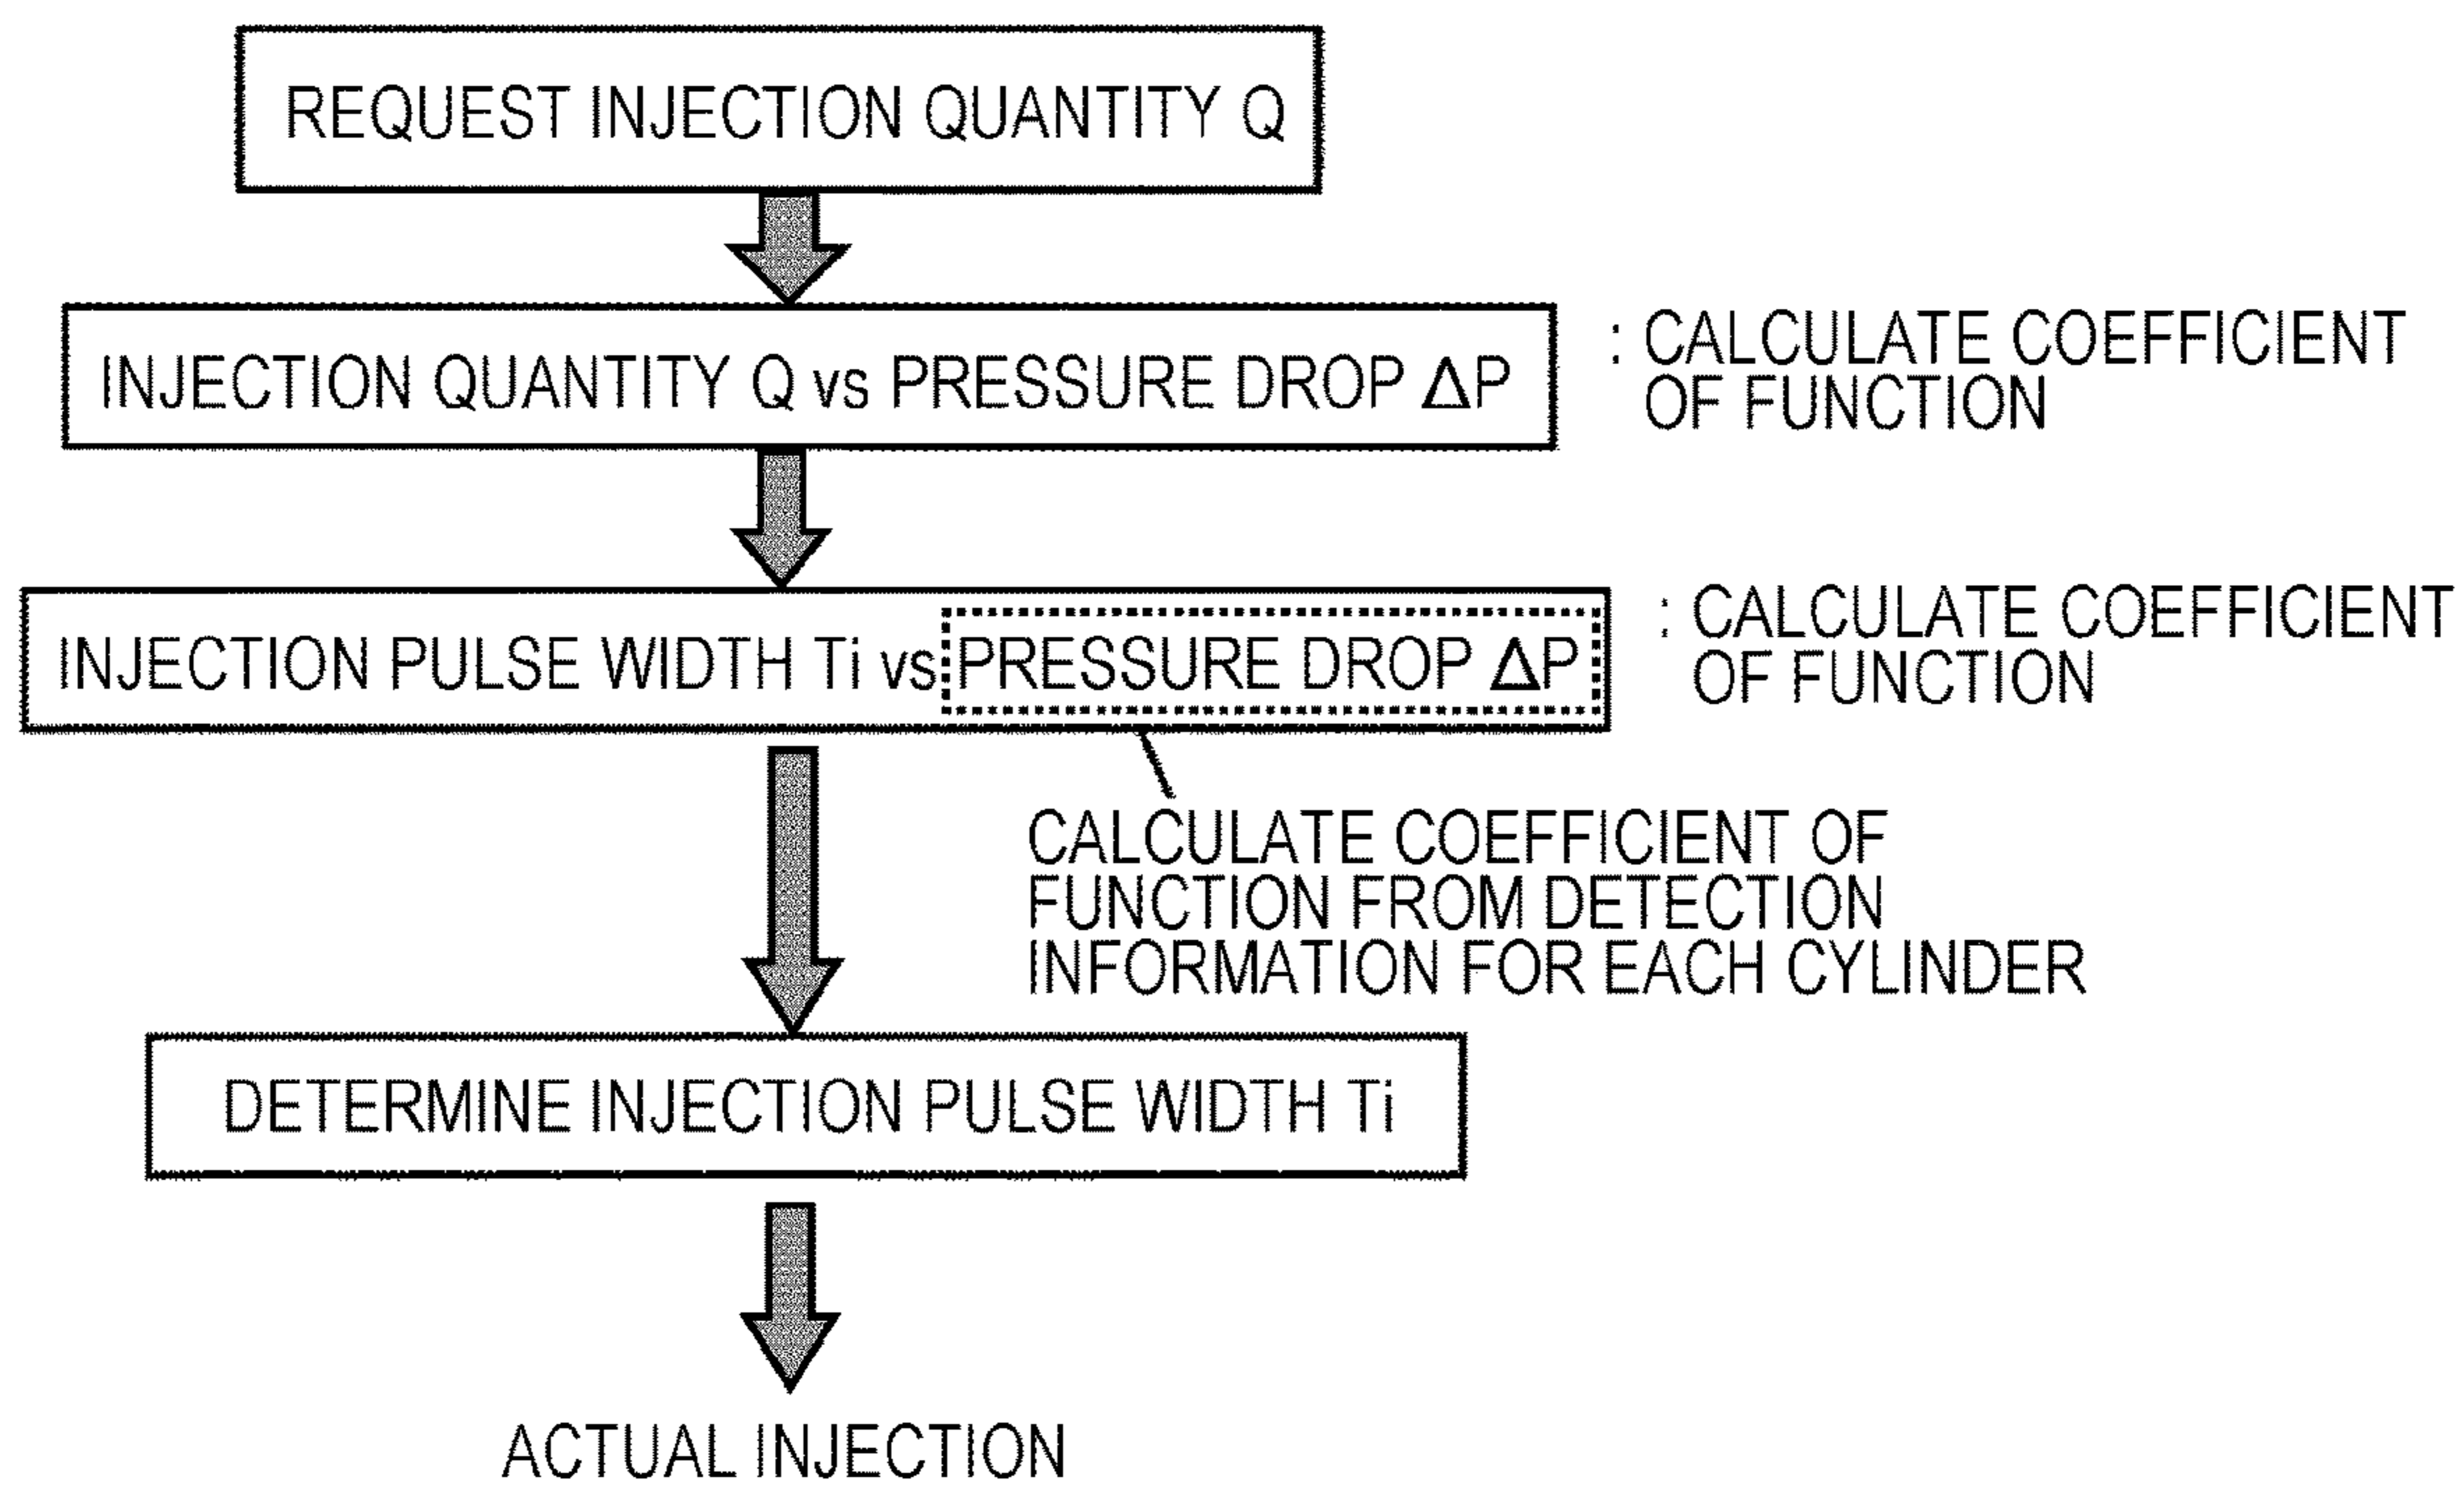 REQUEST INJECTION QUANTITY Q
INJECTION QUANTITY Q vs PRESSURE DROP ΔP
: CALCULATE COEFFICIENT
OF FUNCTION
INJECTION PULSE WIDTH Ti vs PRESSURE DROP ΔP
: CALCULATE COEFFICIENT
OF FUNCTION
CALCULATE COEFFICIENT OF
FUNCTION FROM DETECTION
INFORMATION FOR EACH CYLINDER
DETERMINE INJECTION PULSE WIDTH Ti
ACTUAL INJECTION